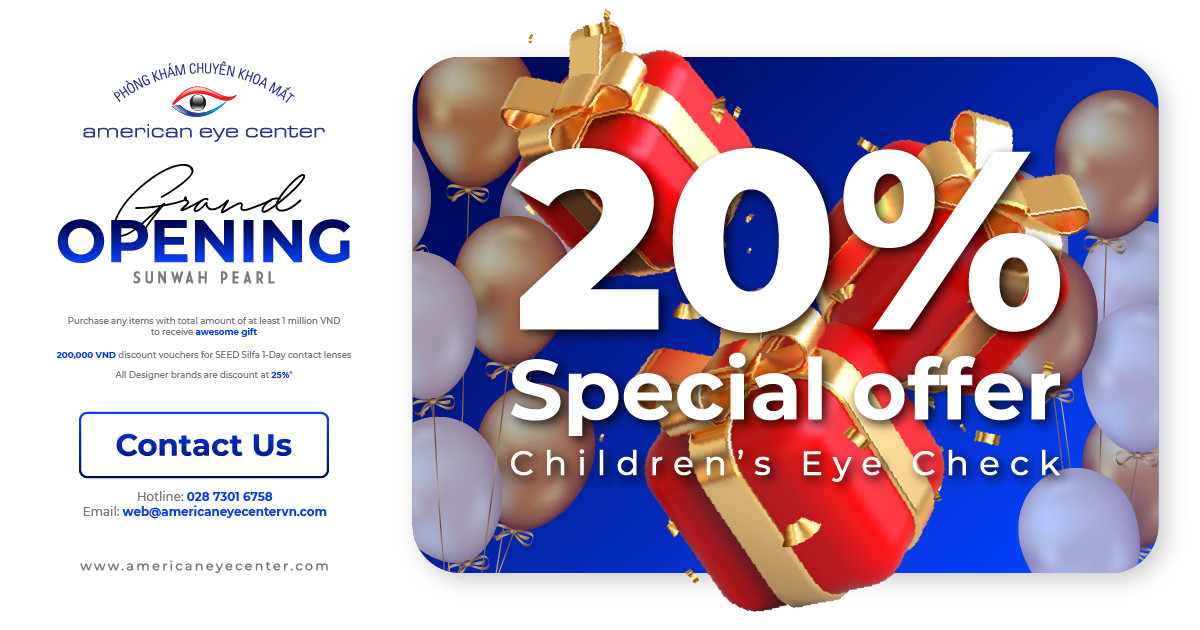 PHÒNG KHÁM CHUYÊN KHOA MẮT
american eye center
Grand
OPENING
SUNWAH PEARL
Purchase any items with total amount of at least 1 million VND
to receive awesome gift
200,000 VND discount vouchers for SEED Silfa 1-Day contact lenses
All Designer brands are discount at 25%*
Contact Us
Hotline: 028 7301 6758
Email: web@americaneyecentervn.com
www.americaneyecenter.com
20%
Special offer
Children's Eye Check